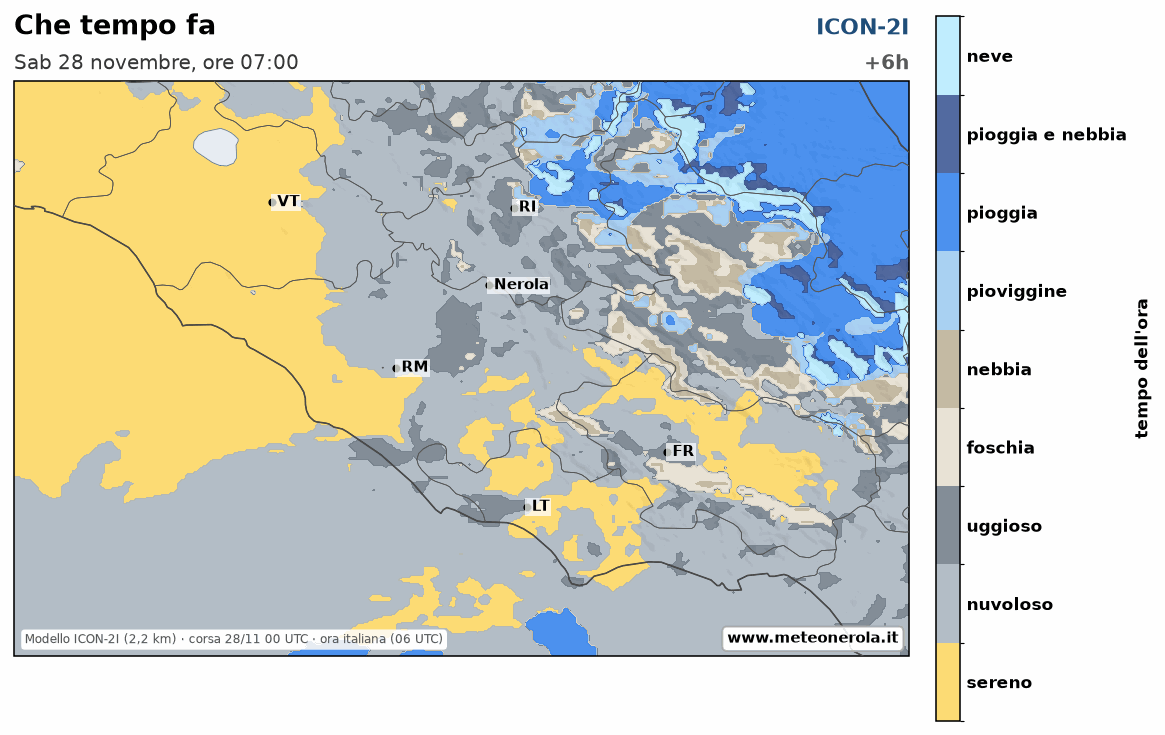 Che tempo fa
ICON-2I
Sab 28 novembre, ore 07:00
+6h
VT
RI
Nerola
RM
FR
LT
Modello ICON-2I (2,2 km) · corsa 28/11 00 UTC · ora italiana (06 UTC)
www.meteonerola.it
neve
pioggia e nebbia
pioggia
pioviggine
nebbia
foschia
uggioso
nuvoloso
sereno
tempo dell'ora